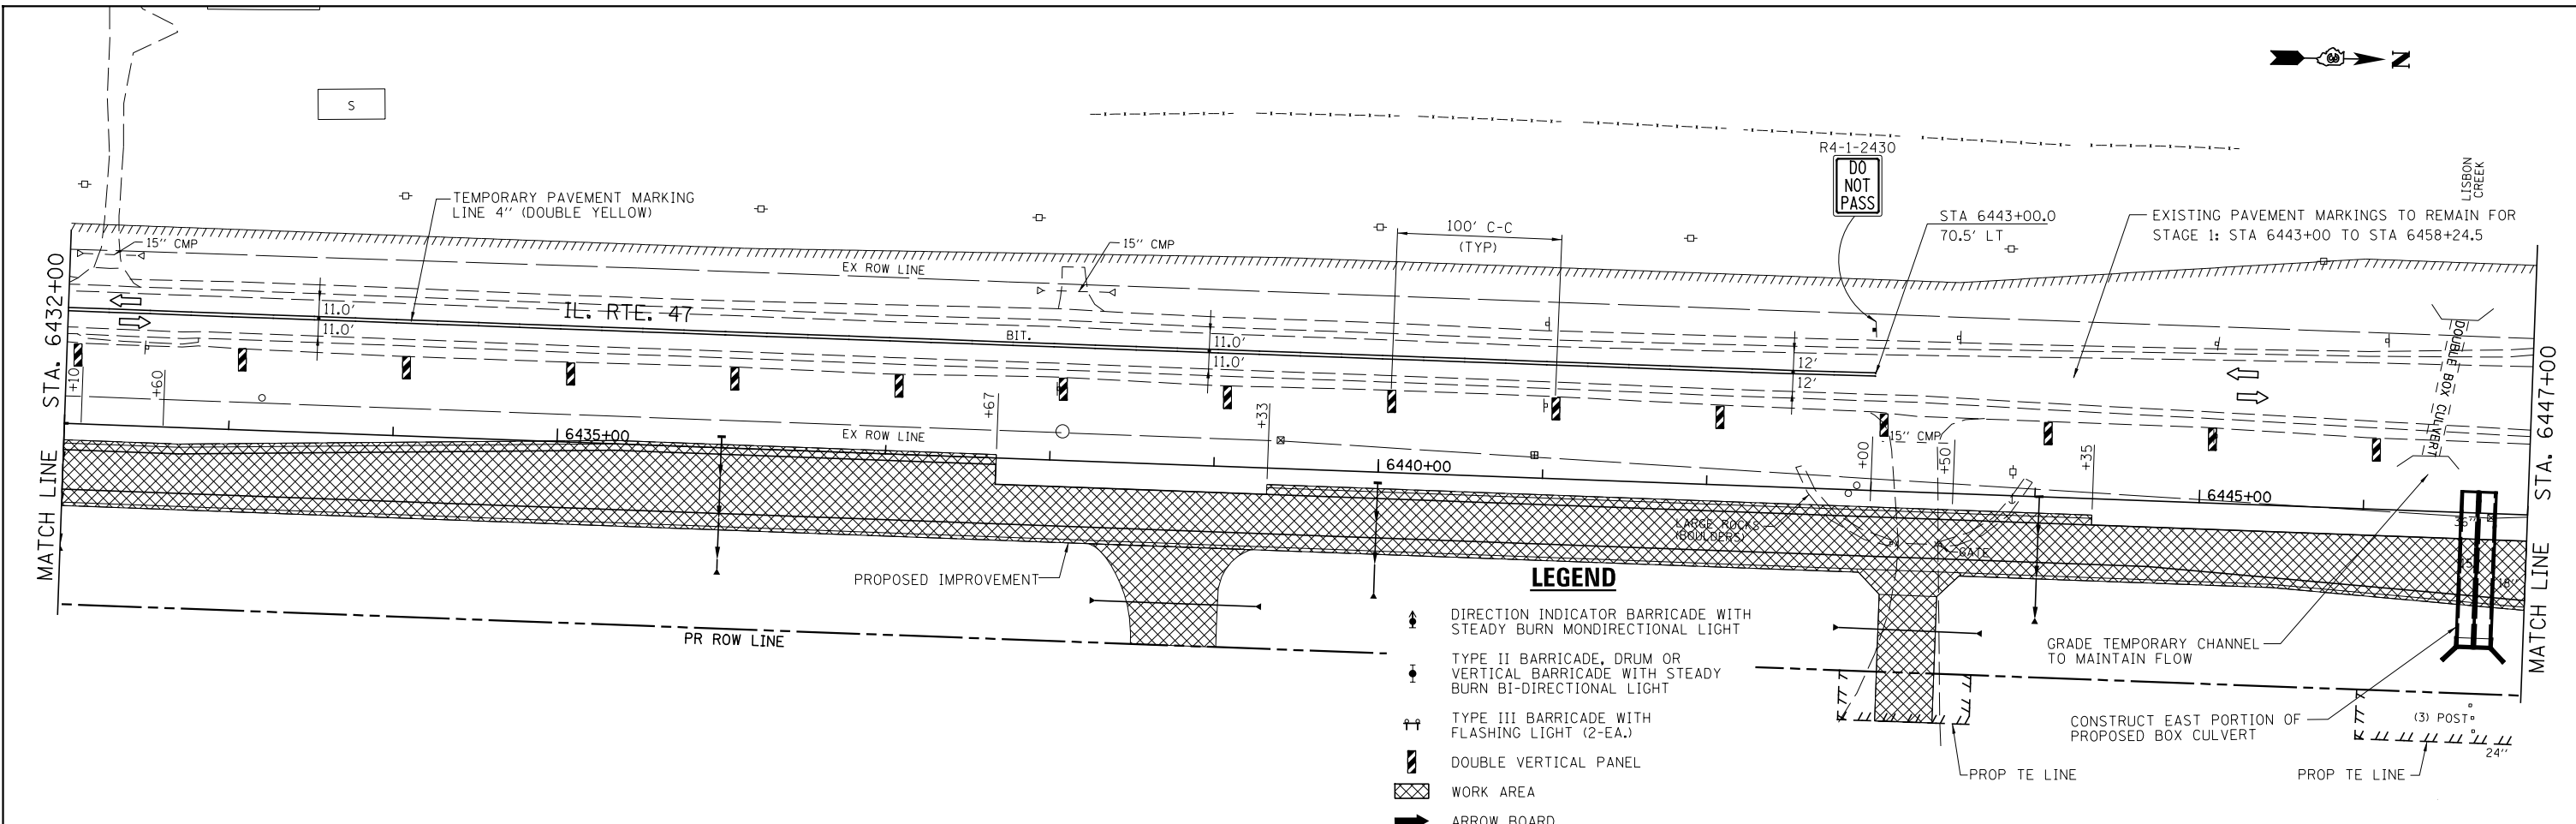 N
S
R4-1-2430
DO
NOT
PASS
LISBON
CREEK
TEMPORARY PAVEMENT MARKING
LINE 4" (DOUBLE YELLOW)
STA 6443+00.0
70.5' LT
EXISTING PAVEMENT MARKINGS TO REMAIN FOR
STAGE 1: STA 6443+00 TO STA 6458+24.5
100' C-C
(TYP)
15" CMP
15" CMP
EX ROW LINE
MATCH LINE STA. 6432+00
11.0'
11.0'
IL. RTE. 47
BIT.
11.0'
11.0'
12'
12'
DOUBLE BOX CULVERT
MATCH LINE STA. 6447+00
+10
+60
+67
+33
+00
+50
+35
15" CMP
6435+00
EX ROW LINE
6440+00
6445+00
LARGE ROCKS
(BOULDERS)
GATE
36"
18"
PROPOSED IMPROVEMENT
PR ROW LINE
LEGEND
DIRECTION INDICATOR BARRICADE WITH
STEADY BURN MONDIRECTIONAL LIGHT
TYPE II BARRICADE, DRUM OR
VERTICAL BARRICADE WITH STEADY
BURN BI-DIRECTIONAL LIGHT
TYPE III BARRICADE WITH
FLASHING LIGHT (2-EA.)
DOUBLE VERTICAL PANEL
WORK AREA
ARROW BOARD
GRADE TEMPORARY CHANNEL
TO MAINTAIN FLOW
CONSTRUCT EAST PORTION OF
PROPOSED BOX CULVERT
(3) POST
24"
PROP TE LINE
PROP TE LINE